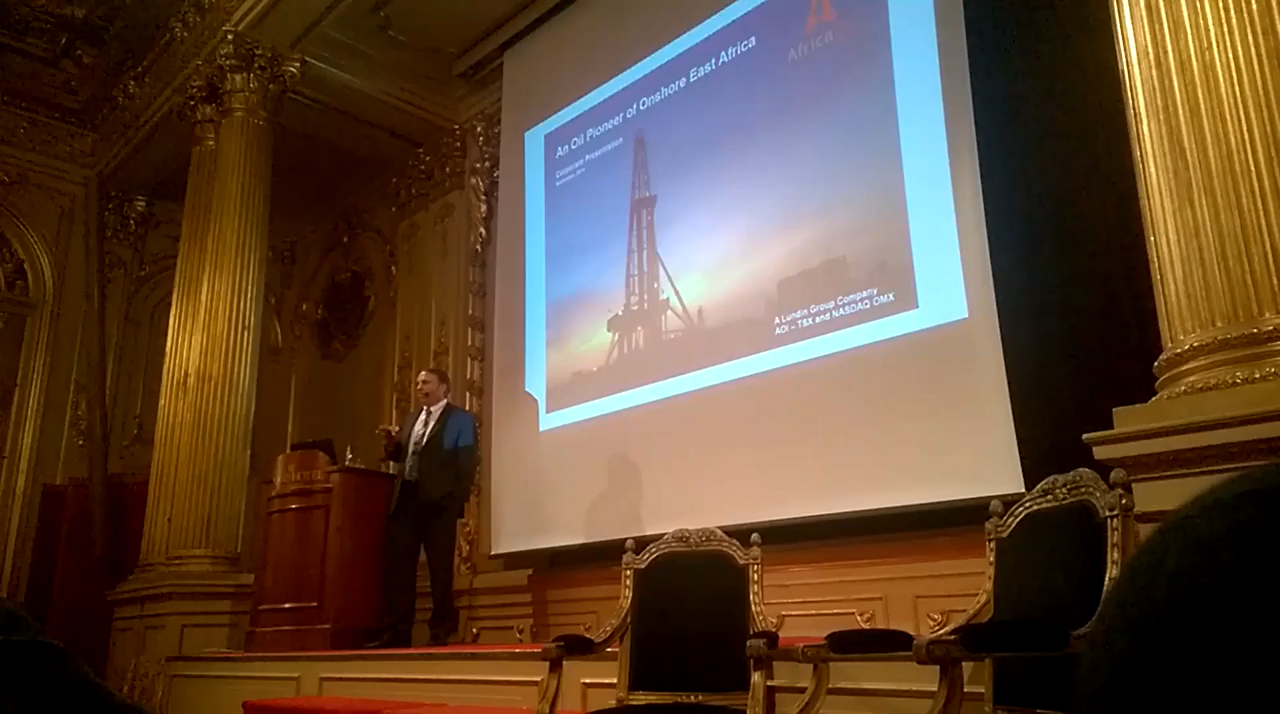 Africa
An Oil Pioneer of Onshore East Africa
Corporate Presentation
A Lundin Group Company
AOI – TSX and NASDAQ OMX